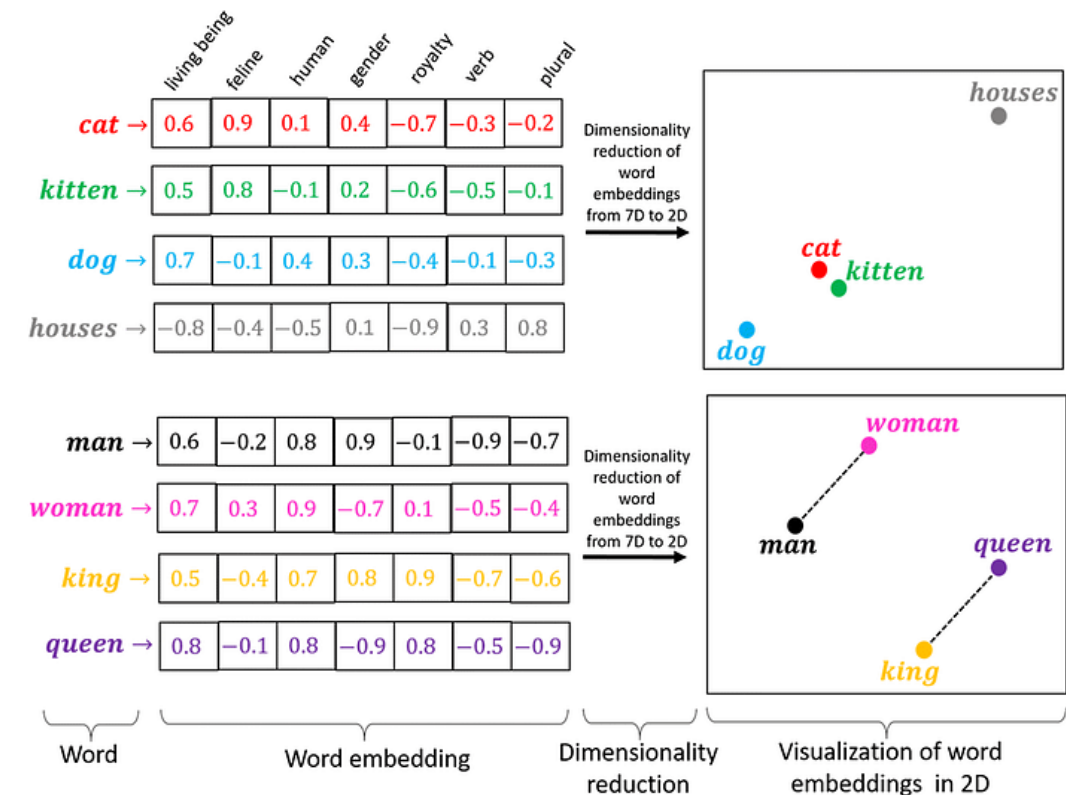 living being feline human gender royalty verb plural
cat → 0.6 0.9 0.1 0.4 −0.7 −0.3 −0.2
kitten → 0.5 0.8 −0.1 0.2 −0.6 −0.5 −0.1
dog → 0.7 −0.1 0.4 0.3 −0.4 −0.1 −0.3
houses → −0.8 −0.4 −0.5 0.1 −0.9 0.3 0.8
Dimensionality
reduction of
word
embeddings
from 7D to 2D
houses
cat
kitten
dog
man → 0.6 −0.2 0.8 0.9 −0.1 −0.9 −0.7
woman → 0.7 0.3 0.9 −0.7 0.1 −0.5 −0.4
king → 0.5 −0.4 0.7 0.8 0.9 −0.7 −0.6
queen → 0.8 −0.1 0.8 −0.9 0.8 −0.5 −0.9
Dimensionality
reduction of
word
embeddings
from 7D to 2D
woman
man
queen
king
Word
Word embedding
Dimensionality
reduction
Visualization of word
embeddings in 2D